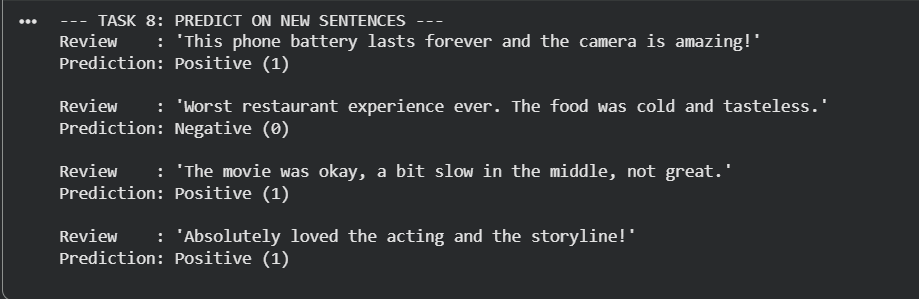 --- TASK 8: PREDICT ON NEW SENTENCES ---
Review    : 'This phone battery lasts forever and the camera is amazing!'
Prediction: Positive (1)

Review    : 'Worst restaurant experience ever. The food was cold and tasteless.'
Prediction: Negative (0)

Review    : 'The movie was okay, a bit slow in the middle, not great.'
Prediction: Positive (1)

Review    : 'Absolutely loved the acting and the storyline!'
Prediction: Positive (1)